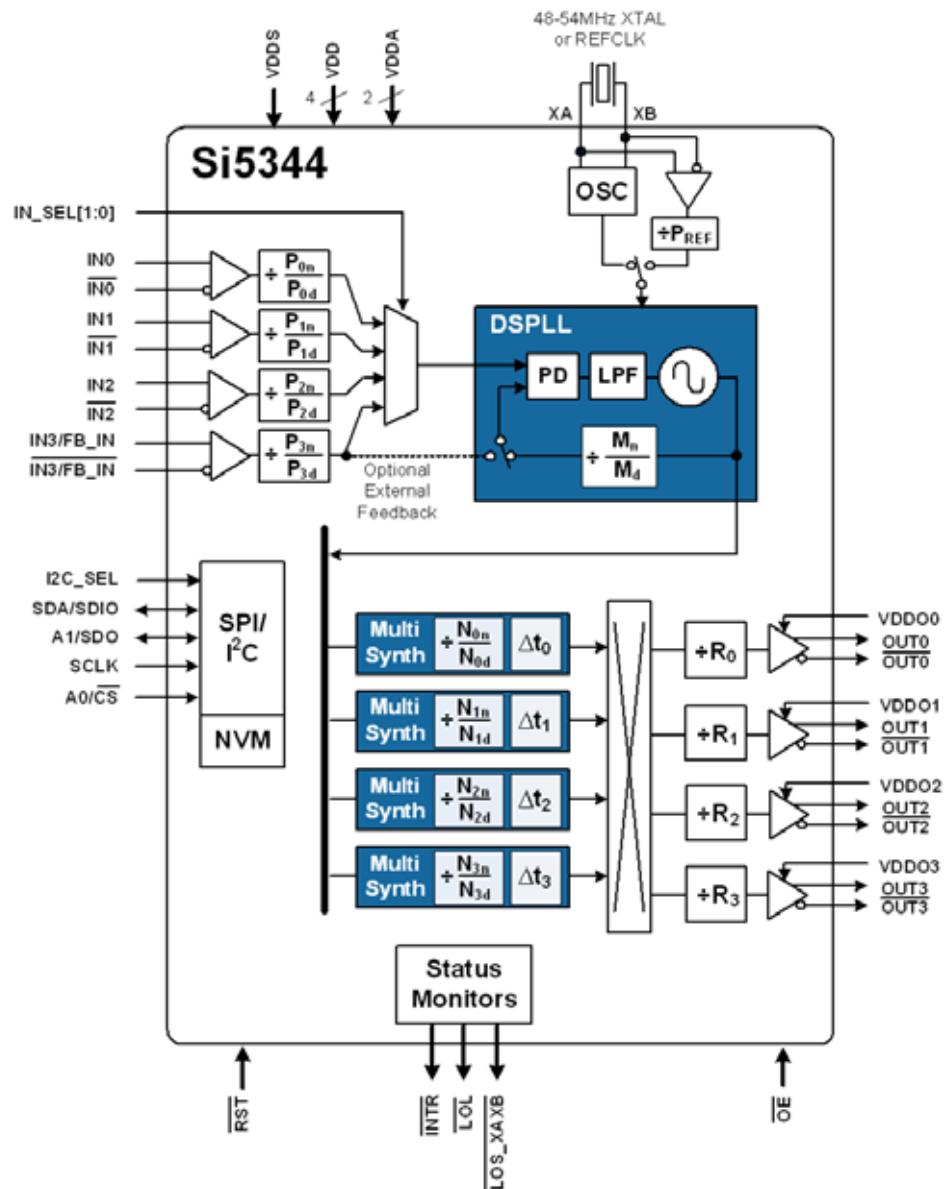 48-54MHz XTAL
or REFCLK
VDDS
VDD
VDDA
4
2
XA
XB
Si5344
OSC
÷PREF
IN_SEL[1:0]
IN0
IN0
÷ P0n
P0d
IN1
IN1
÷ P1n
P1d
IN2
IN2
÷ P2n
P2d
IN3/FB_IN
IN3/FB_IN
÷ P3n
P3d
DSPLL
PD
LPF
÷ Mn
Md
Optional
External
Feedback
I2C_SEL
SDA/SDIO
A1/SDO
SCLK
A0/CS
SPI/
I²C
NVM
Multi
Synth
÷ N0n
N0d
Δt0
Multi
Synth
÷ N1n
N1d
Δt1
Multi
Synth
÷ N2n
N2d
Δt2
Multi
Synth
÷ N3n
N3d
Δt3
÷R0
÷R1
÷R2
÷R3
VDDO0
OUT0
OUT0
VDDO1
OUT1
OUT1
VDDO2
OUT2
OUT2
VDDO3
OUT3
OUT3
Status
Monitors
RST
INTR
LOL
LOS_XAXB
OE